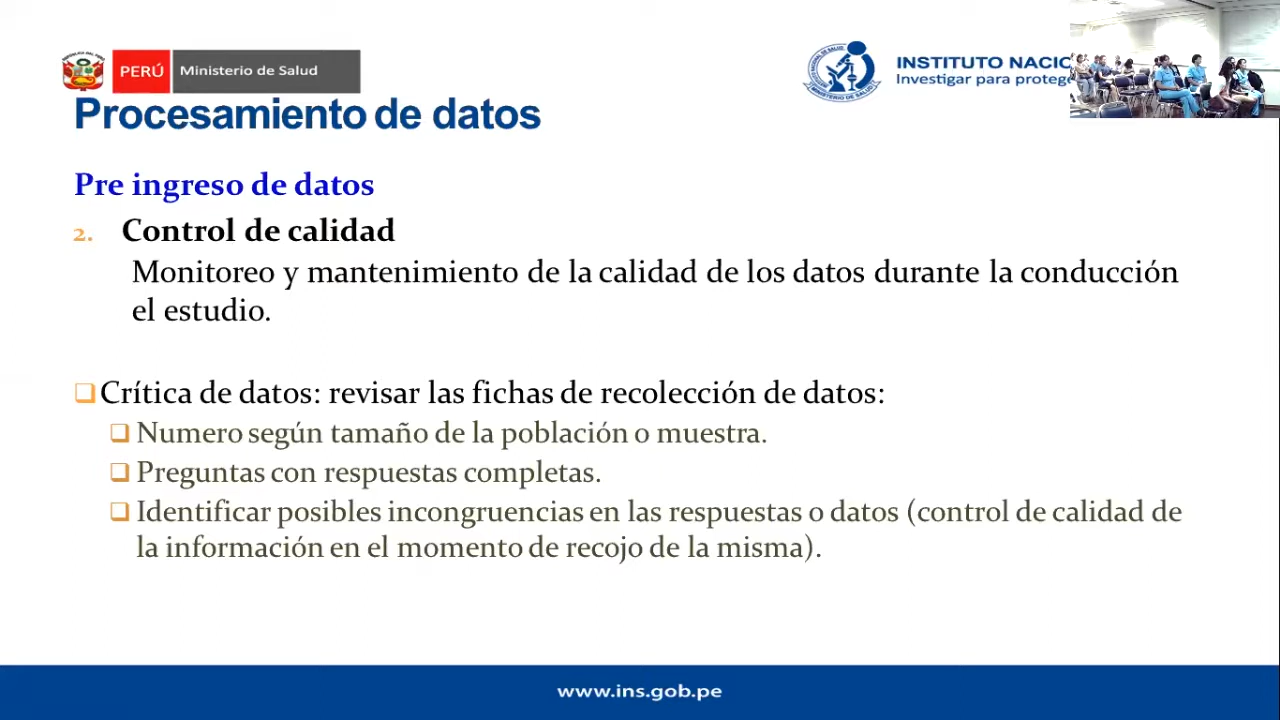 PERÚ Ministerio de Salud
INSTITUTO NACIO
Investigar para protege
Procesamiento de datos
Pre ingreso de datos
2. Control de calidad
Monitoreo y mantenimiento de la calidad de los datos durante la conducción
el estudio.
Crítica de datos: revisar las fichas de recolección de datos:
Numero según tamaño de la población o muestra.
Preguntas con respuestas completas.
Identificar posibles incongruencias en las respuestas o datos (control de calidad de
la información en el momento de recojo de la misma).
www.ins.gob.pe